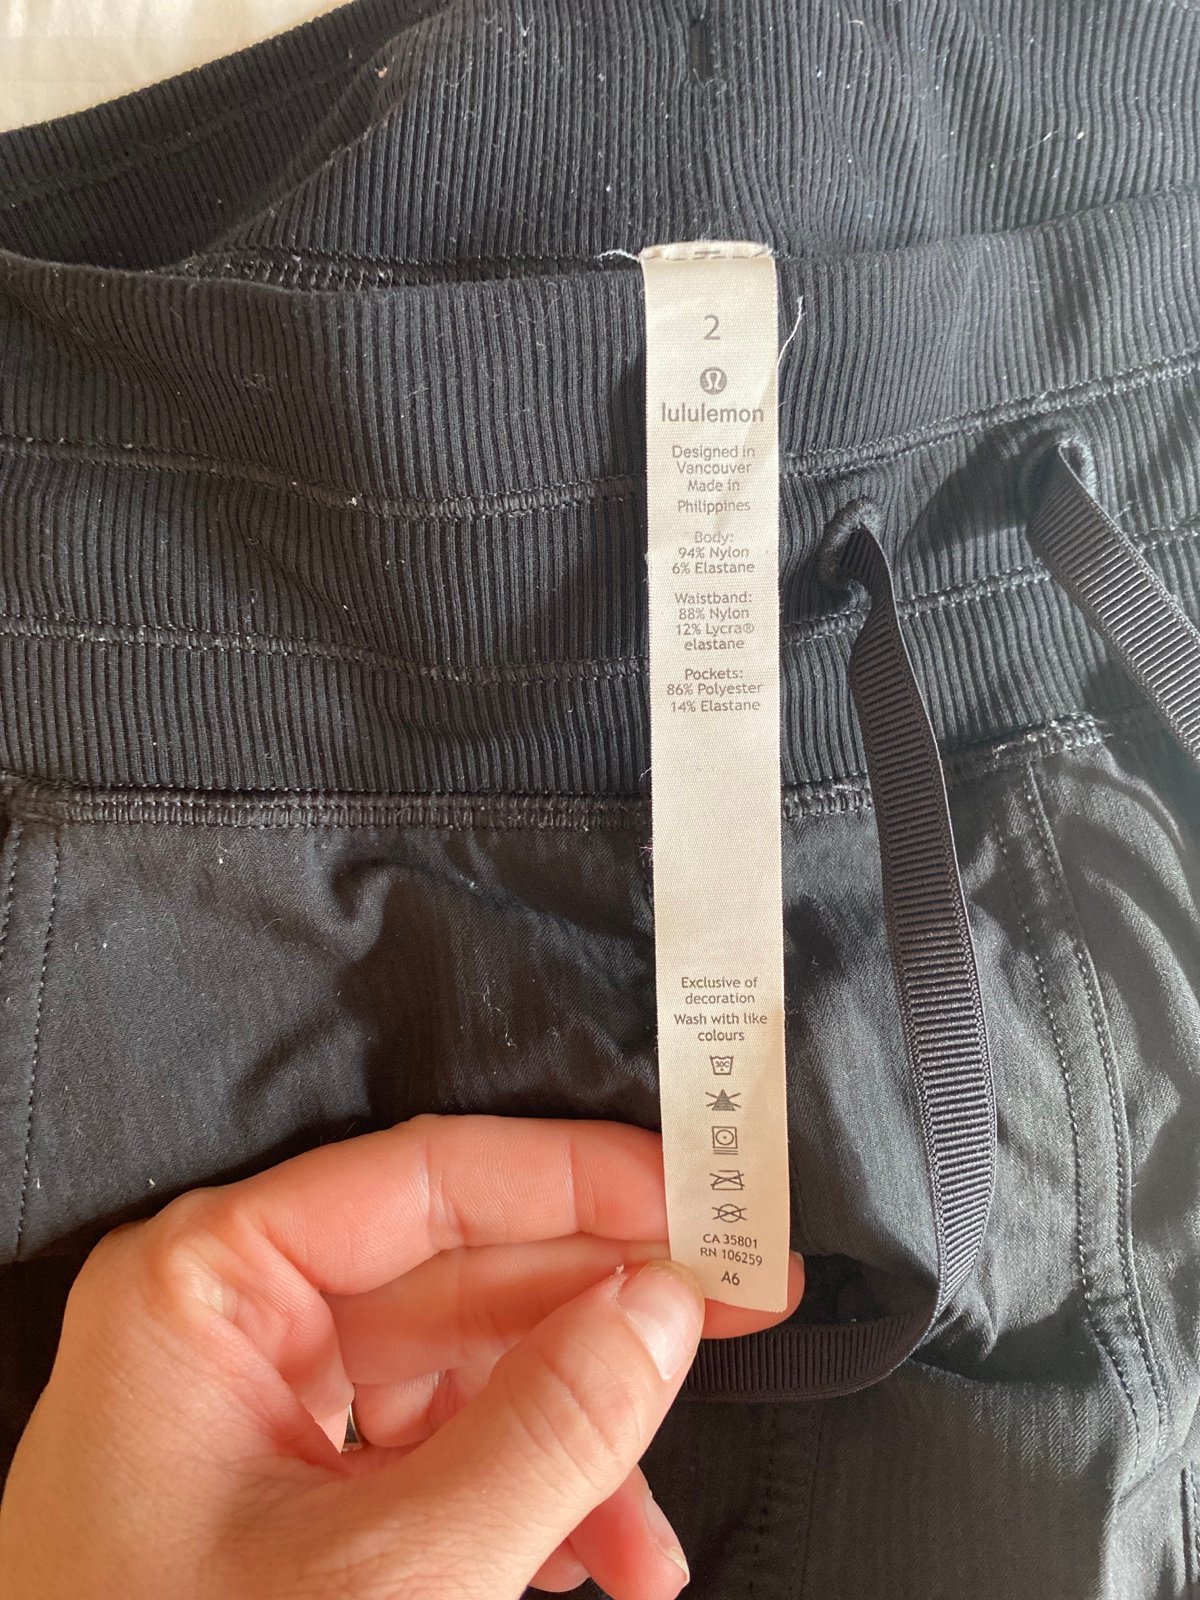 2
lululemon
Designed in
Vancouver
Made in
Philippines
Body:
94% Nylon
6% Elastane
Waistband:
88% Nylon
12% Lycra®
elastane
Pockets:
86% Polyester
14% Elastane
Exclusive of
decoration
Wash with like
colours
30C
CA 35801
RN 106259
A6